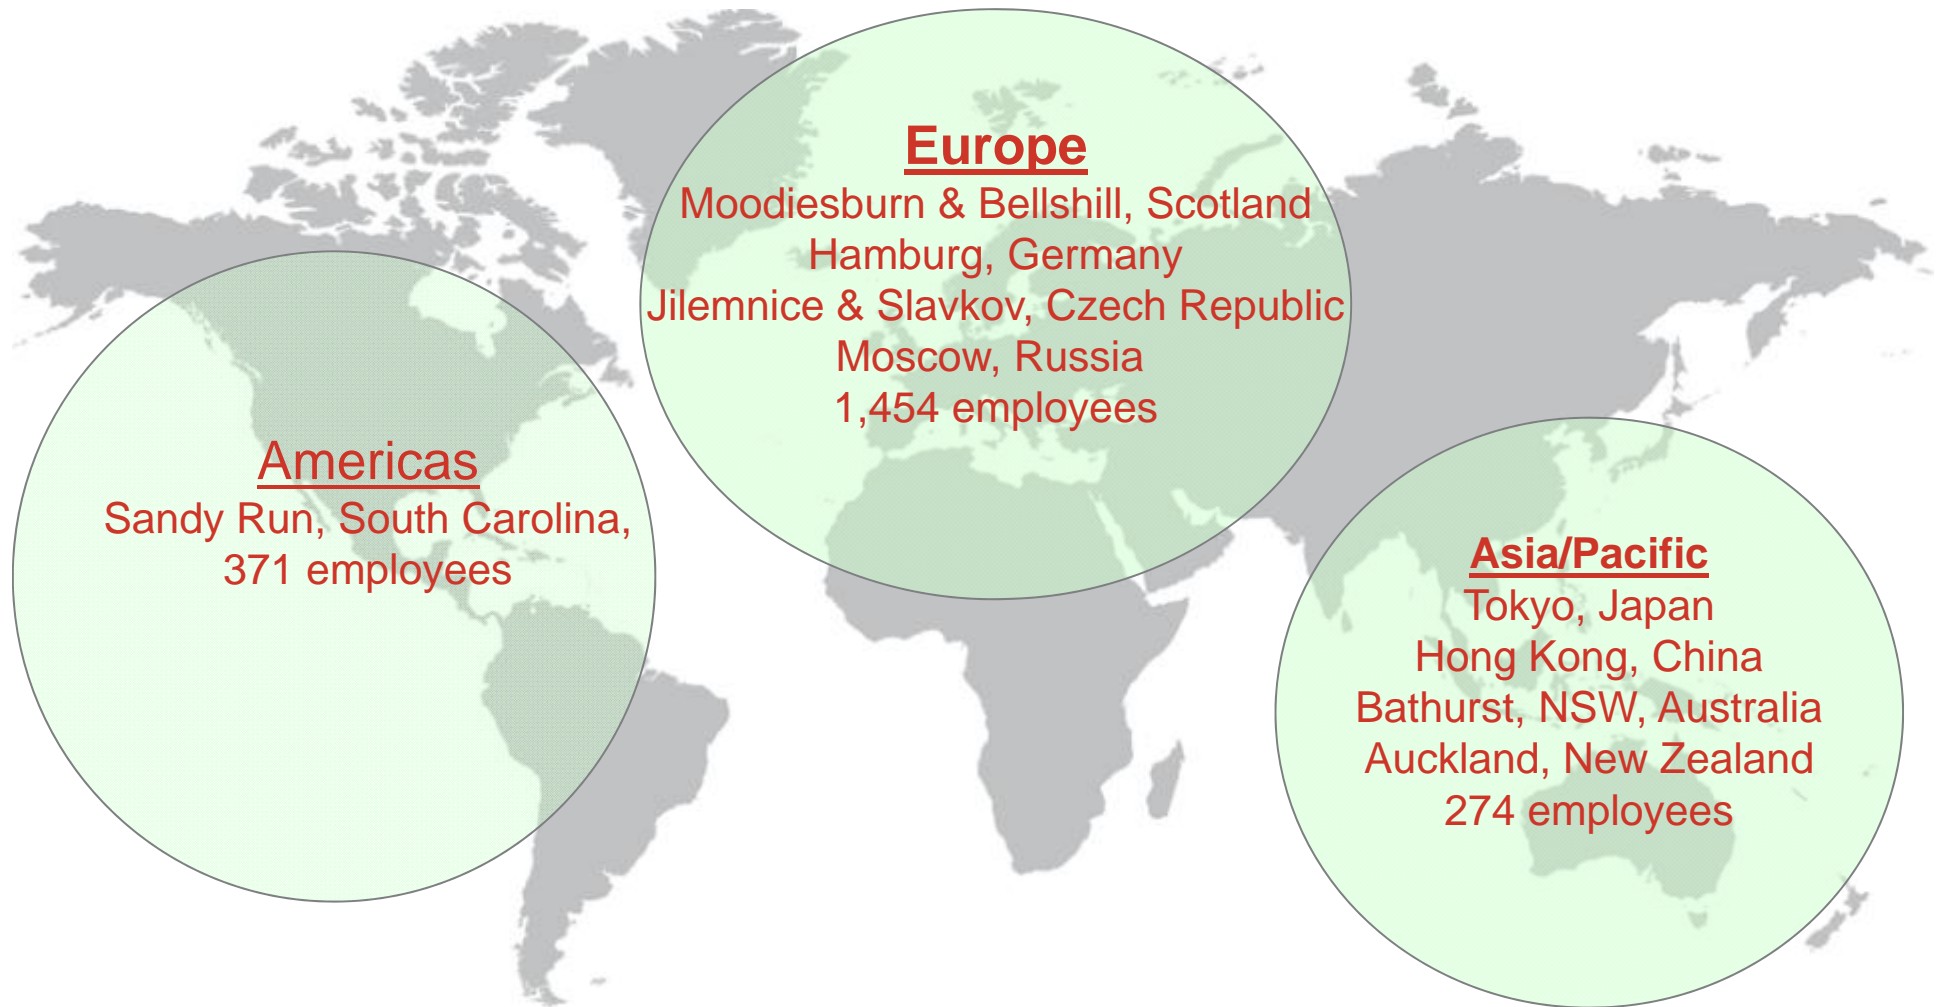 Europe
Moodiesburn & Bellshill, Scotland
Hamburg, Germany
Jilemnice & Slavkov, Czech Republic
Moscow, Russia
1,454 employees
Americas
Sandy Run, South Carolina,
371 employees
Asia/Pacific
Tokyo, Japan
Hong Kong, China
Bathurst, NSW, Australia
Auckland, New Zealand
274 employees